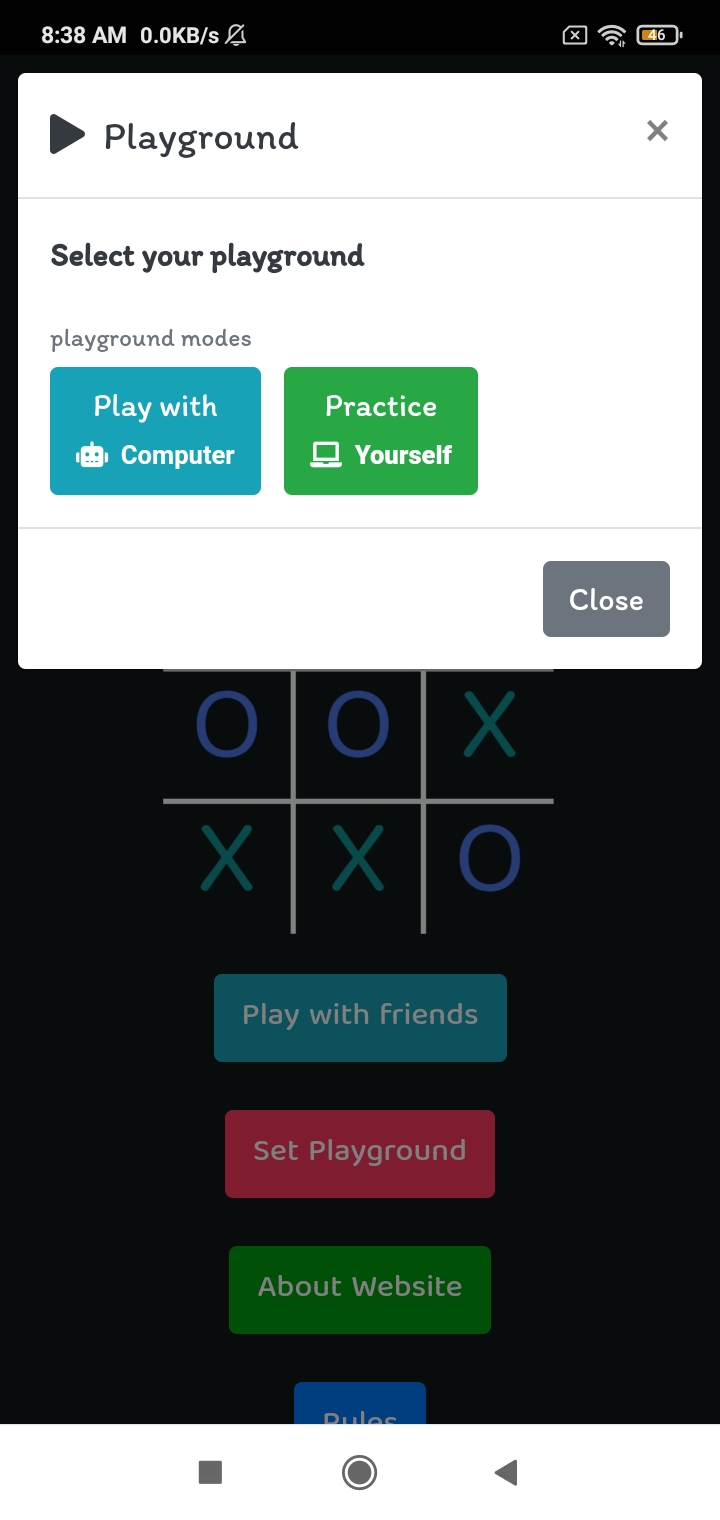 8:38 AM 0.0KB/s 46
Playground ×
Select your playground
playground modes
Play with
Computer
Practice
Yourself
Close
O O X
X X O
Play with friends
Set Playground
About Website
Rules